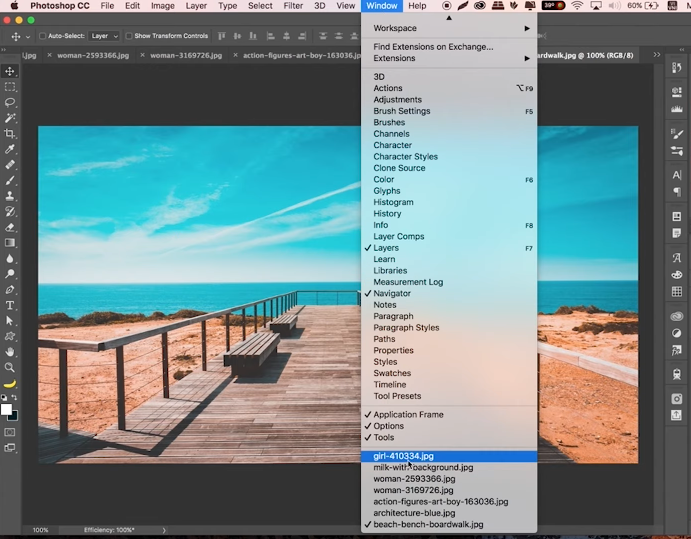 Photoshop CC File Edit Image Layer Type Select Filter 3D View Window Help 39° 60%
Auto-Select: Layer Show Transform Controls
.jpg × woman-2593366.jpg × woman-3169726.jpg × action-figures-art-boy-163036.jp ardwalk.jpg @ 100% (RGB/8)
Workspace
Find Extensions on Exchange...
Extensions
3D
Actions ⌥F9
Adjustments
Brush Settings F5
Brushes
Channels
Character
Character Styles
Clone Source
Color F6
Glyphs
Histogram
History
Info F8
Layer Comps
✓ Layers F7
Learn
Libraries
Measurement Log
✓ Navigator
Notes
Paragraph
Paragraph Styles
Paths
Properties
Styles
Swatches
Timeline
Tool Presets
✓ Application Frame
✓ Options
✓ Tools
girl-410334.jpg
milk-with-background.jpg
woman-2593366.jpg
woman-3169726.jpg
action-figures-art-boy-163036.jpg
architecture-blue.jpg
✓ beach-bench-boardwalk.jpg
100% Efficiency: 100%*